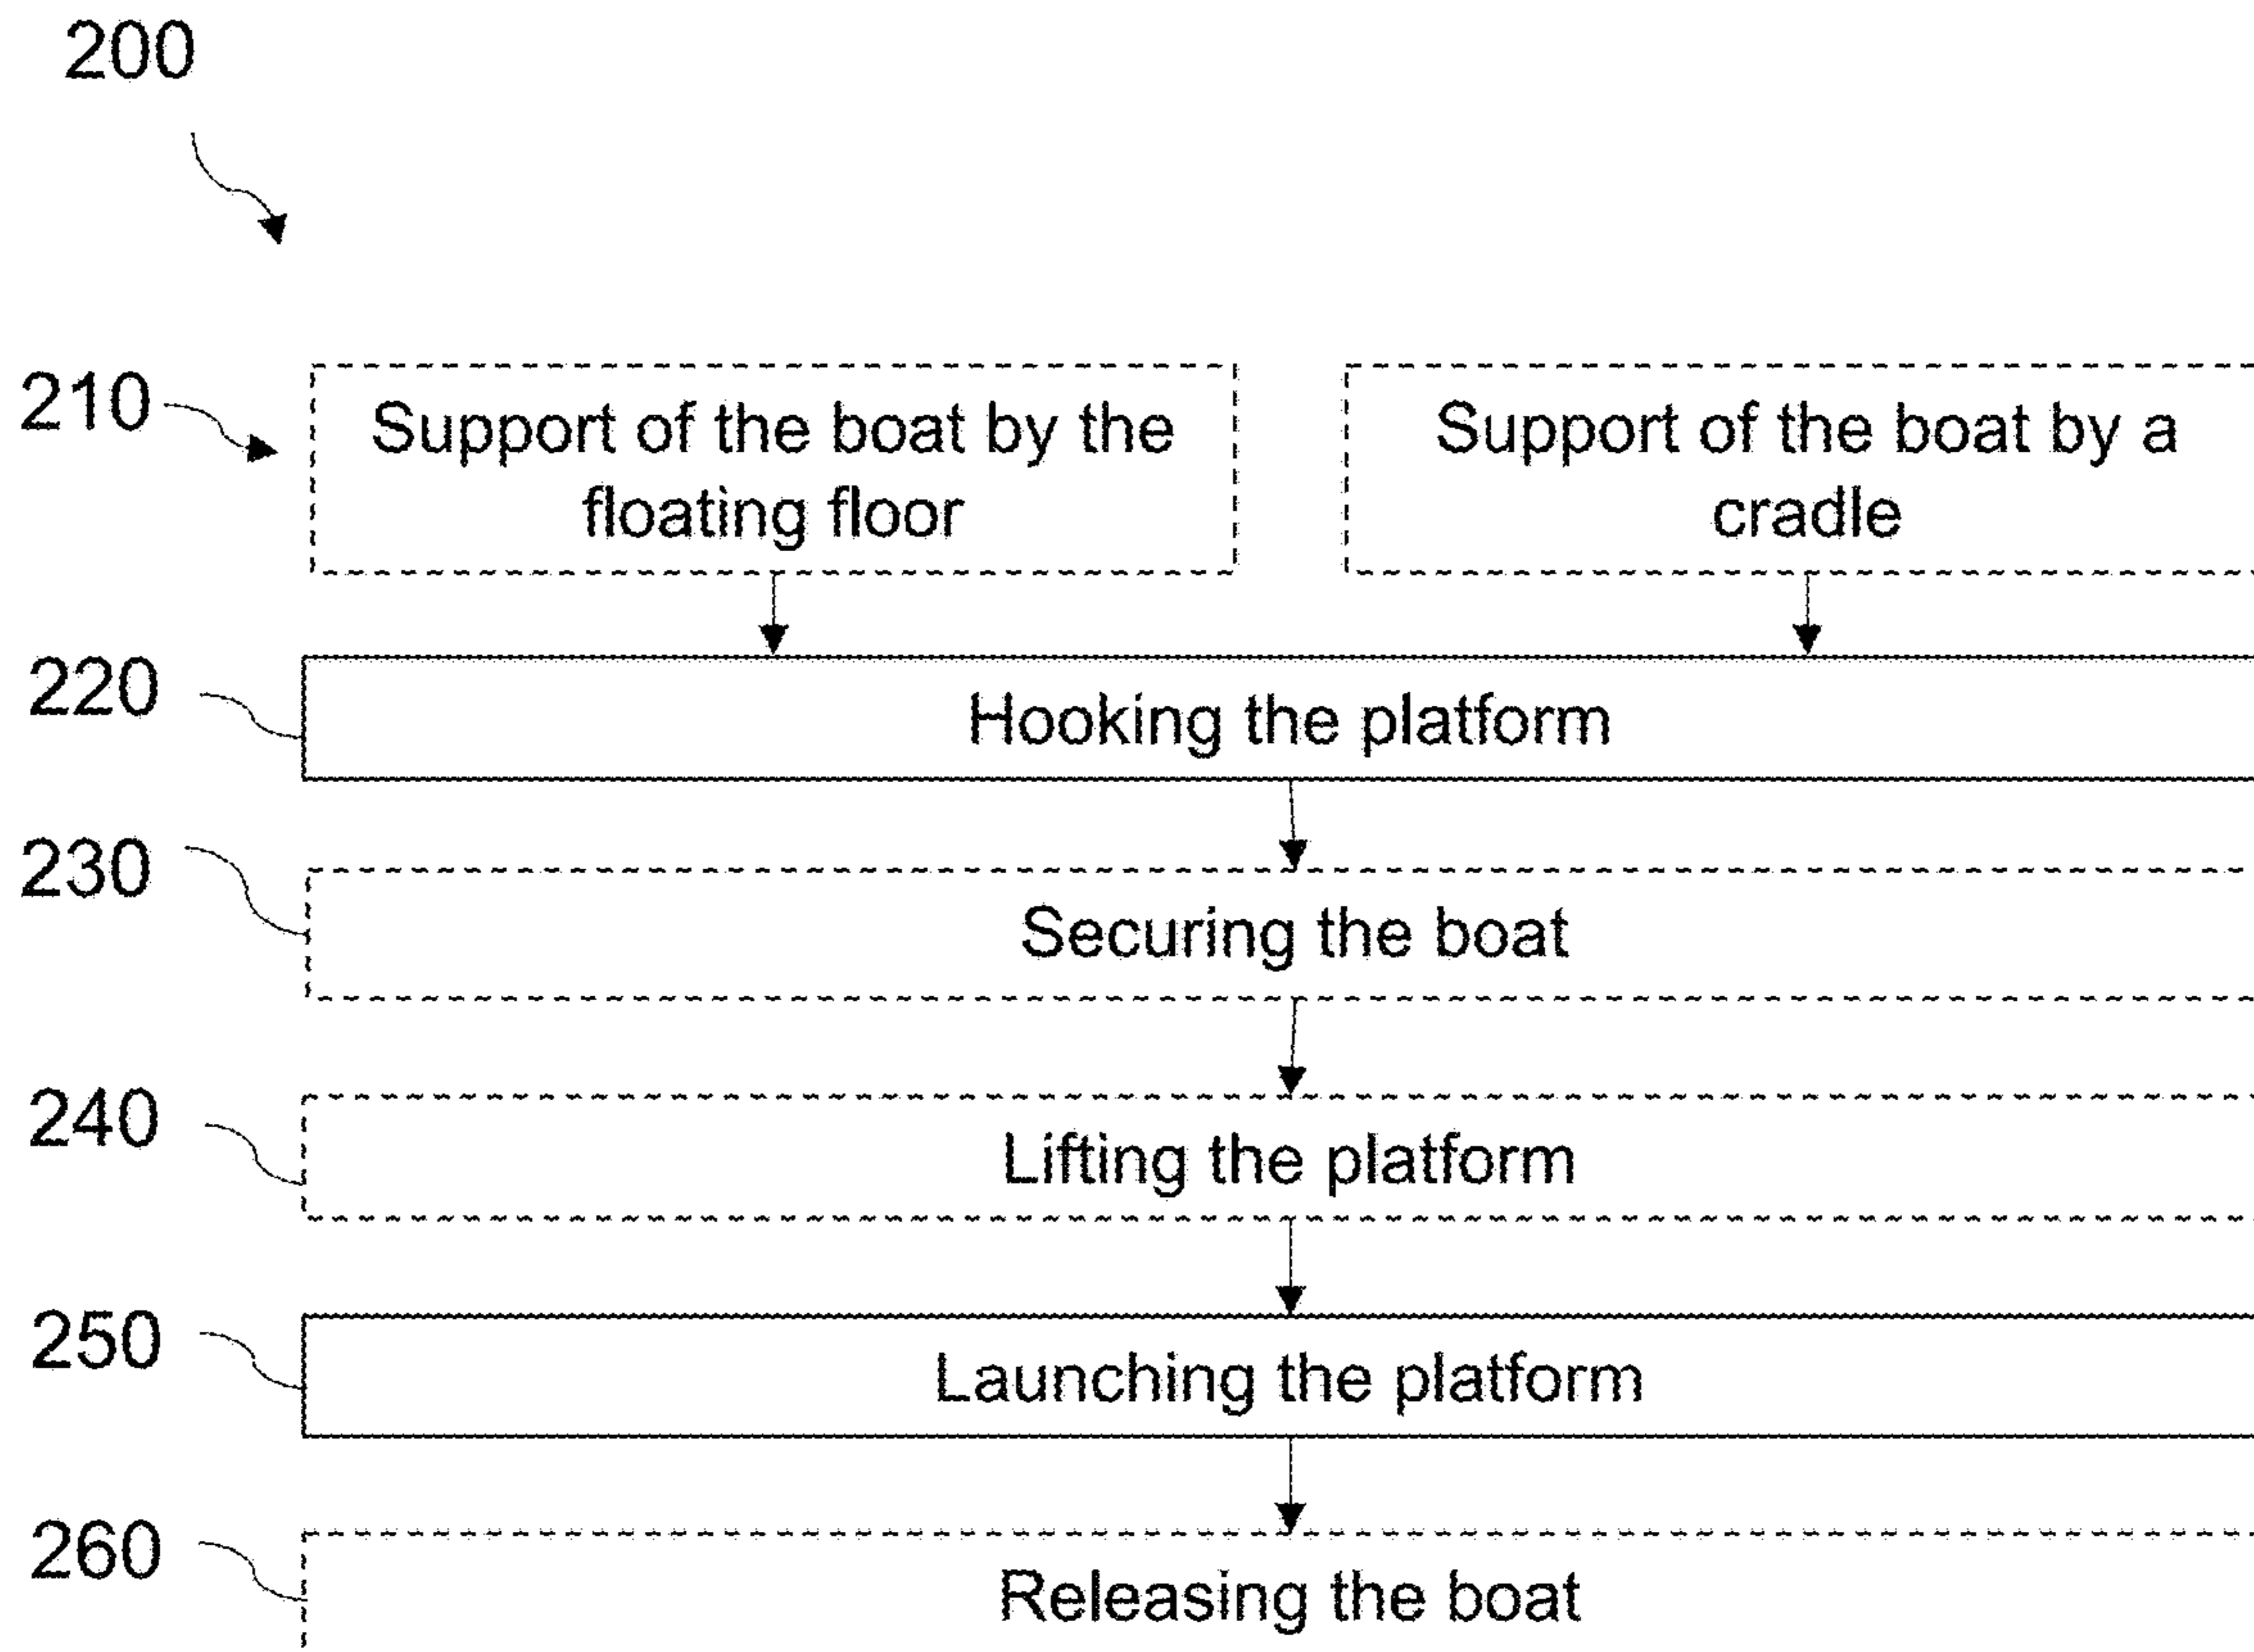 200
210
Support of the boat by the
floating floor
Support of the boat by a
cradle
220
Hooking the platform
230
Securing the boat
240
Lifting the platform
250
Launching the platform
260
Releasing the boat